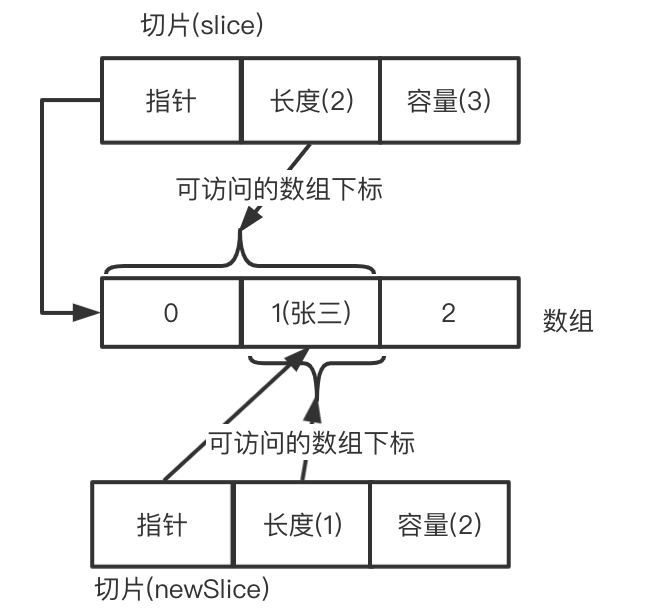 切片(slice)
指针 长度(2) 容量(3)
可访问的数组下标
0 1(张三) 2 数组
可访问的数组下标
指针 长度(1) 容量(2)
切片(newSlice)